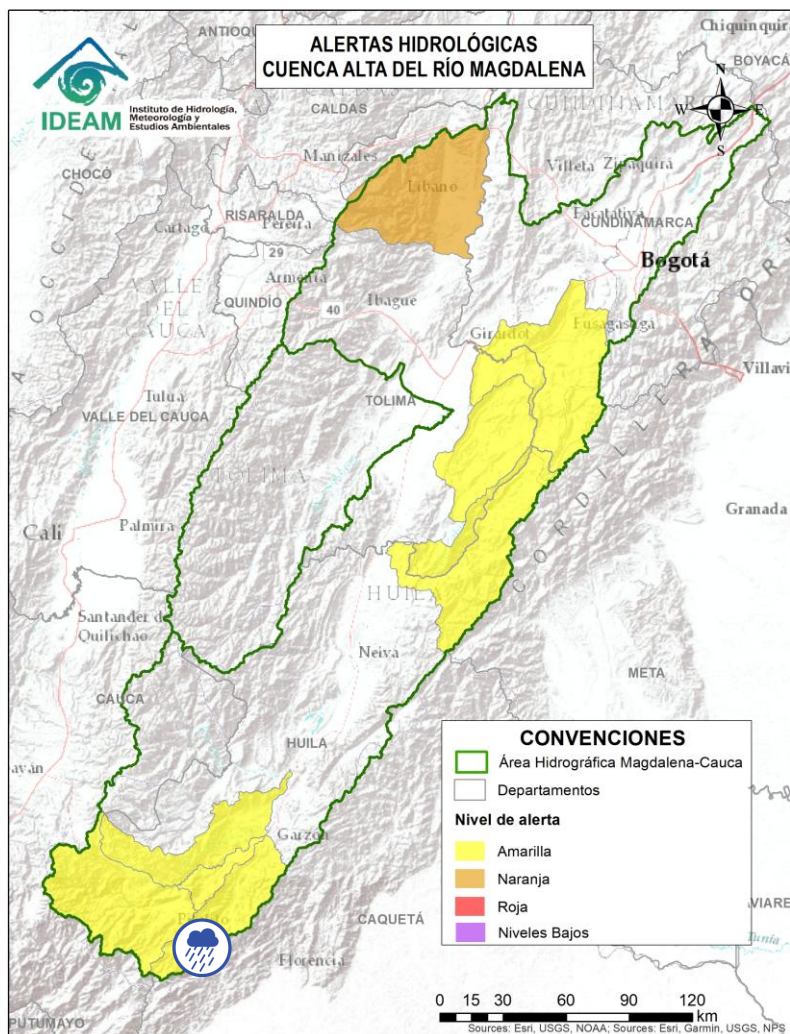 ALERTAS HIDROLÓGICAS
CUENCA ALTA DEL RÍO MAGDALENA
IDEAM
Instituto de Hidrología,
Meteorología y
Estudios Ambientales
Chiquinquirá
BOYACÁ
N
W
E
S
CALDAS
Manizales
CHOCÓ
Líbano
Villeta
Zipaquirá
RISARALDA
Pereira
Cartago
Facatativá
CUNDINAMARCA
Bogotá
29
Armenia
QUINDÍO
40
Ibagué
VALLE
DEL
CAUCA
Girardot
Fusagasugá
Tuluá
VALLE DEL CAUCA
TOLIMA
TOLIMA
CORDILLERA
Granada
Cali
Palmira
Santander de
Quilichao
HUILA
Neiva
META
CAUCA
HUILA
Garzón
CAQUETÁ
Florencia
Tunía
PUTUMAYO
CONVENCIONES
Área Hidrográfica Magdalena-Cauca
Departamentos
Nivel de alerta
Amarilla
Naranja
Roja
Niveles Bajos
0 15 30 60 90 120
km
Sources: Esri, USGS, NOAA; Sources: Esri, Garmin, USGS, NPS